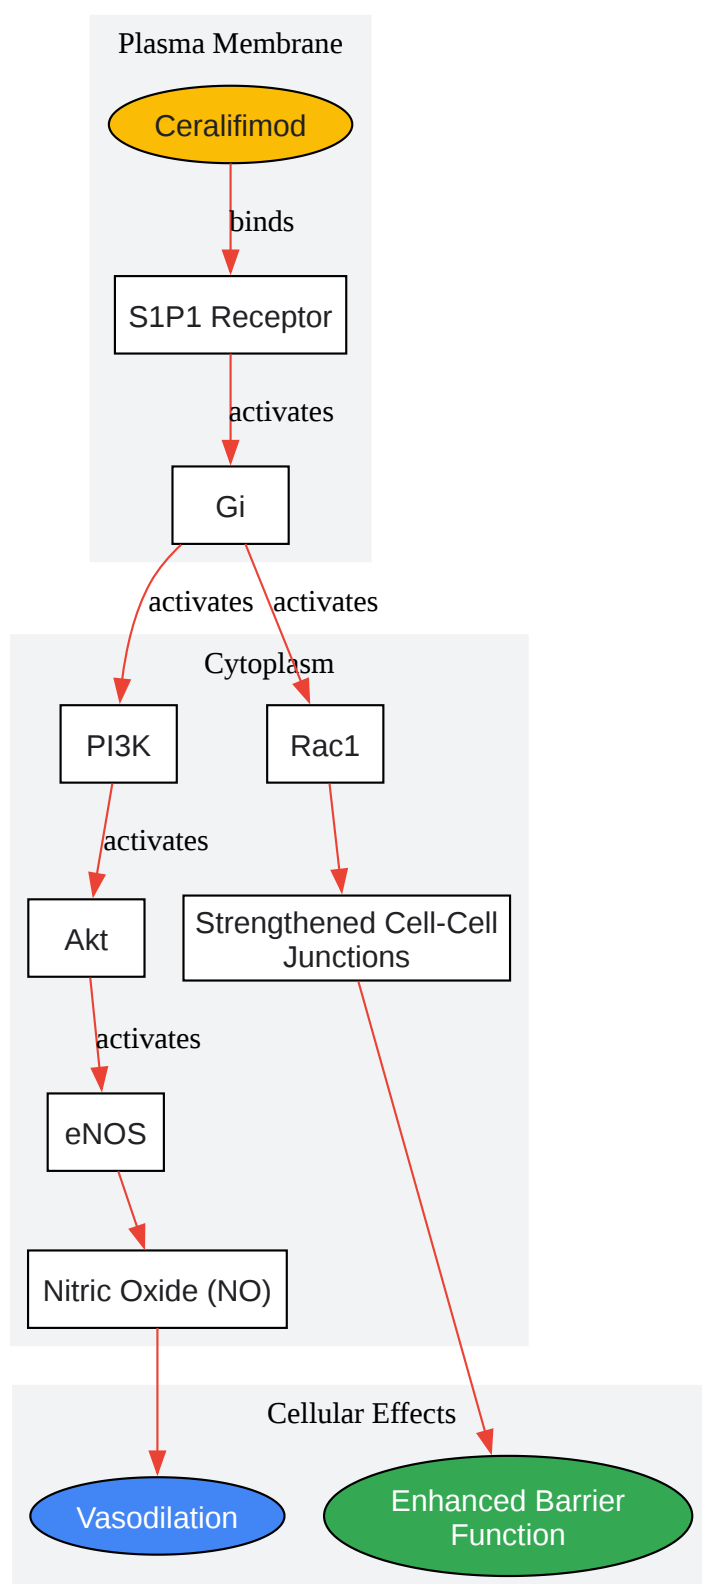 Plasma Membrane
Ceralifimod
binds
S1P1 Receptor
activates
Gi
activates
activates
Cytoplasm
PI3K
Rac1
activates
Akt
Strengthened Cell-Cell
Junctions
activates
eNOS
Nitric Oxide (NO)
Cellular Effects
Vasodilation
Enhanced Barrier
Function